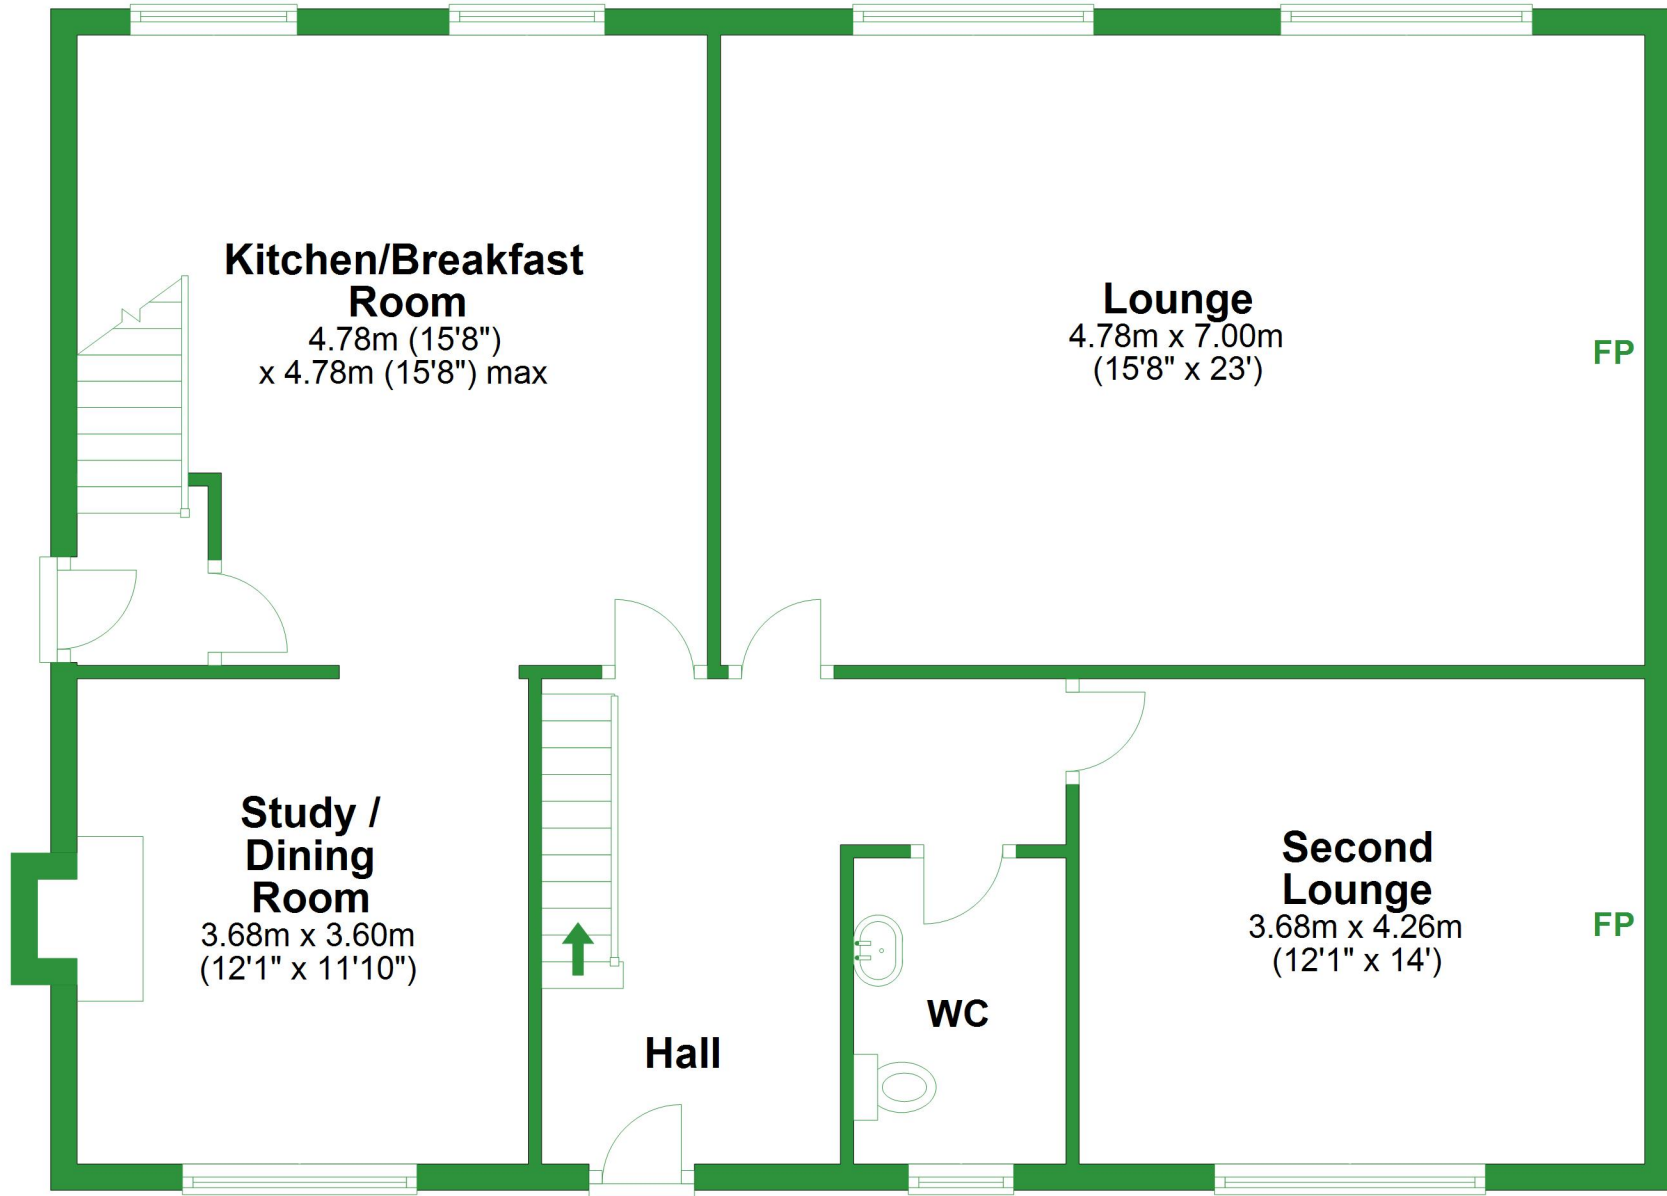 Kitchen/Breakfast
Room
4.78m (15'8")
x 4.78m (15'8") max
Lounge
4.78m x 7.00m
(15'8" x 23')
FP
Study /
Dining
Room
3.68m x 3.60m
(12'1" x 11'10")
Hall
WC
Second
Lounge
3.68m x 4.26m
(12'1" x 14')
FP